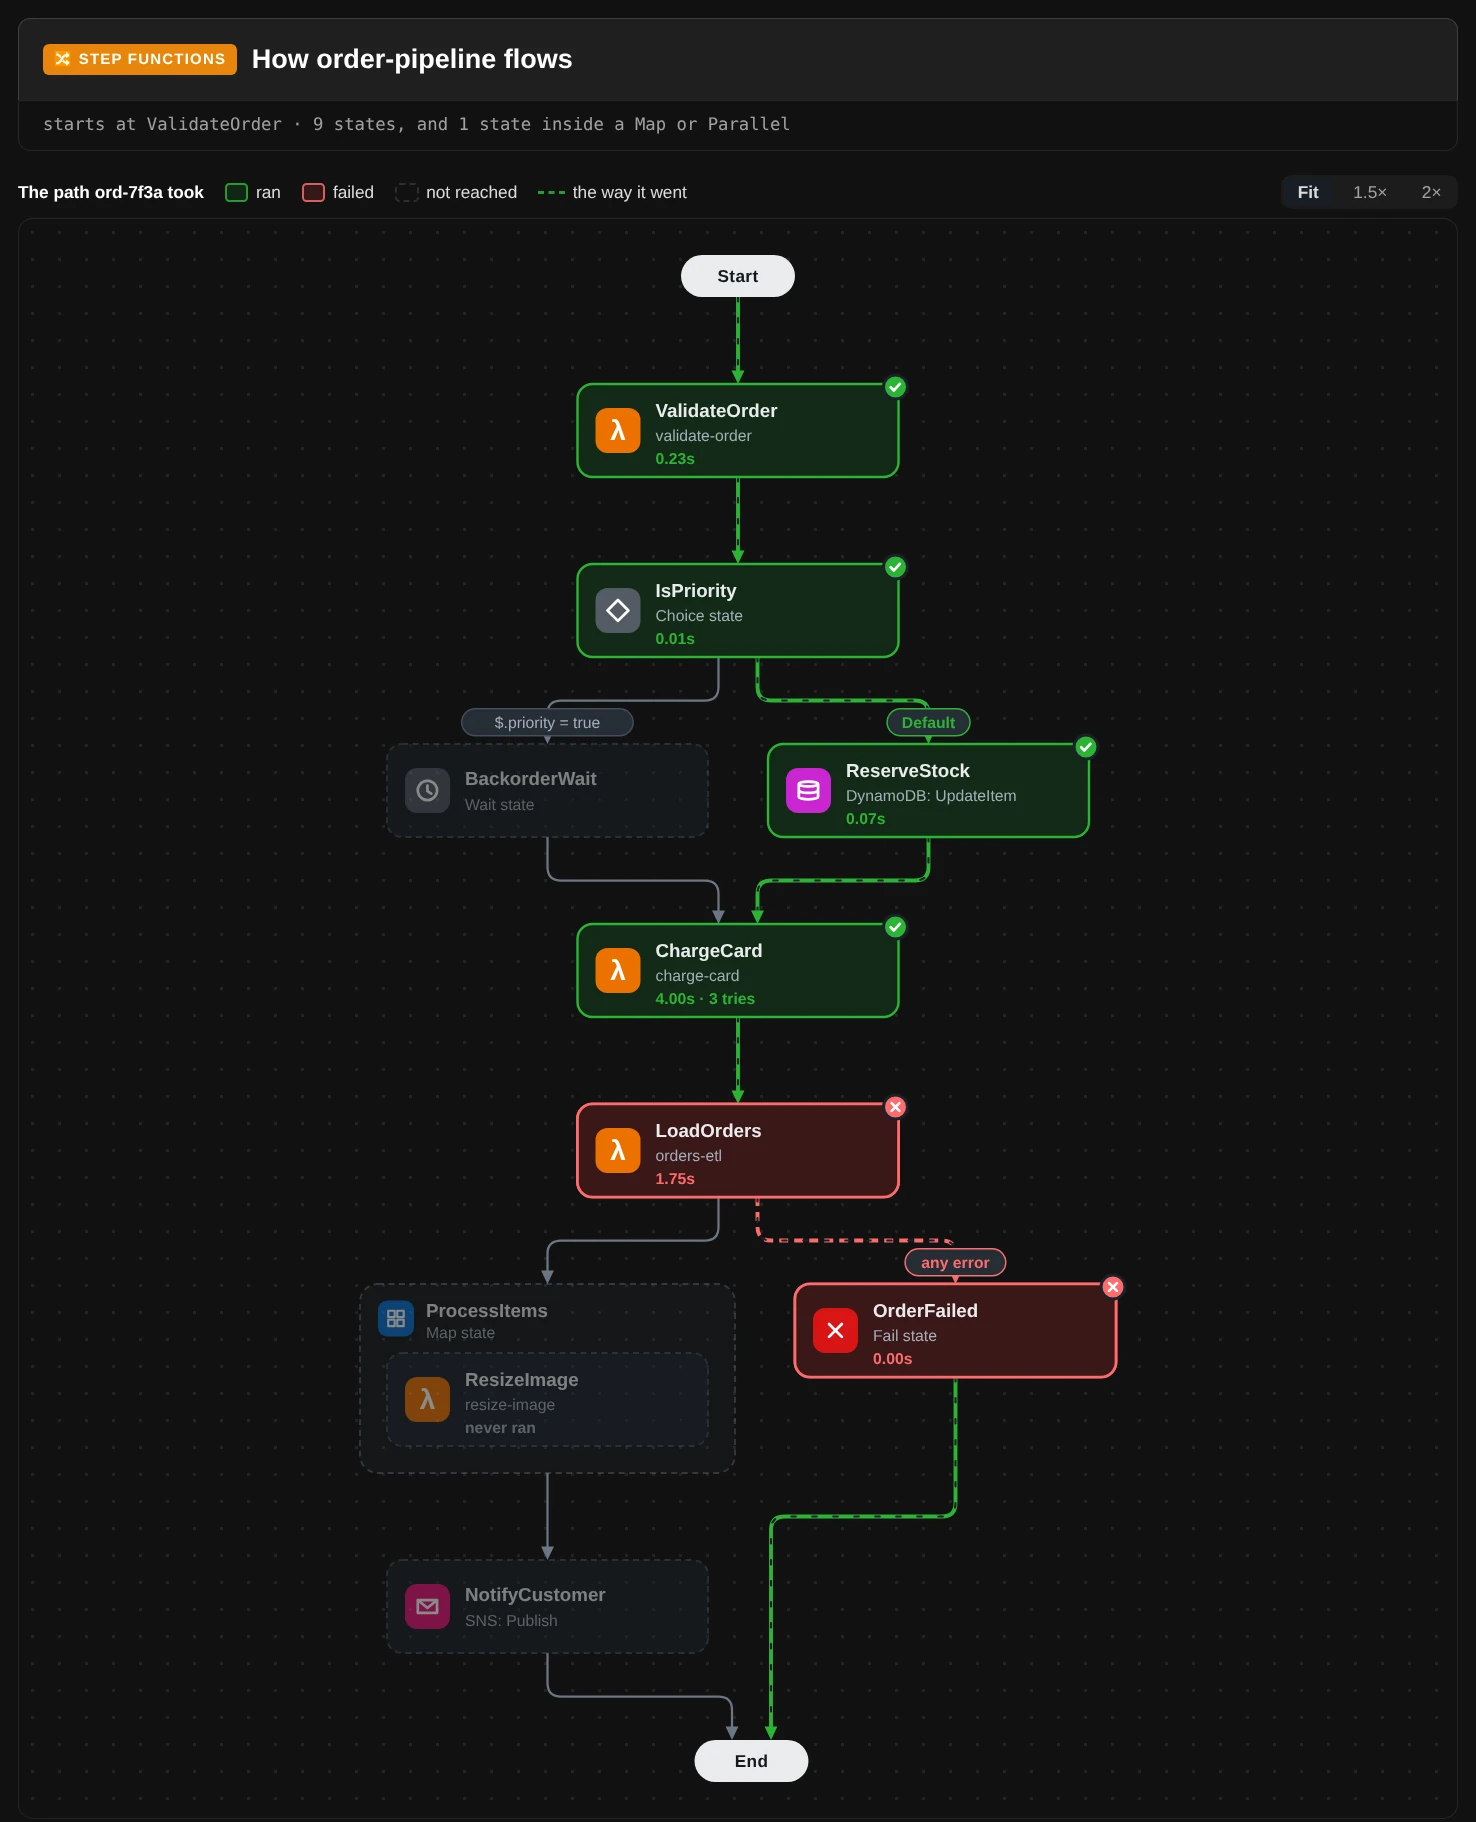 STEP FUNCTIONS How order-pipeline flows
starts at ValidateOrder · 9 states, and 1 state inside a Map or Parallel
The path ord-7f3a took ran failed not reached the way it went Fit 1.5× 2×
Start
ValidateOrder
validate-order
0.23s
IsPriority
Choice state
0.01s
$.priority = true
Default
BackorderWait
Wait state
ReserveStock
DynamoDB: UpdateItem
0.07s
λ
ChargeCard
charge-card
4.00s · 3 tries
λ
LoadOrders
orders-etl
1.75s
any error
ProcessItems
Map state
λ
ResizeImage
resize-image
never ran
OrderFailed
Fail state
0.00s
NotifyCustomer
SNS: Publish
End